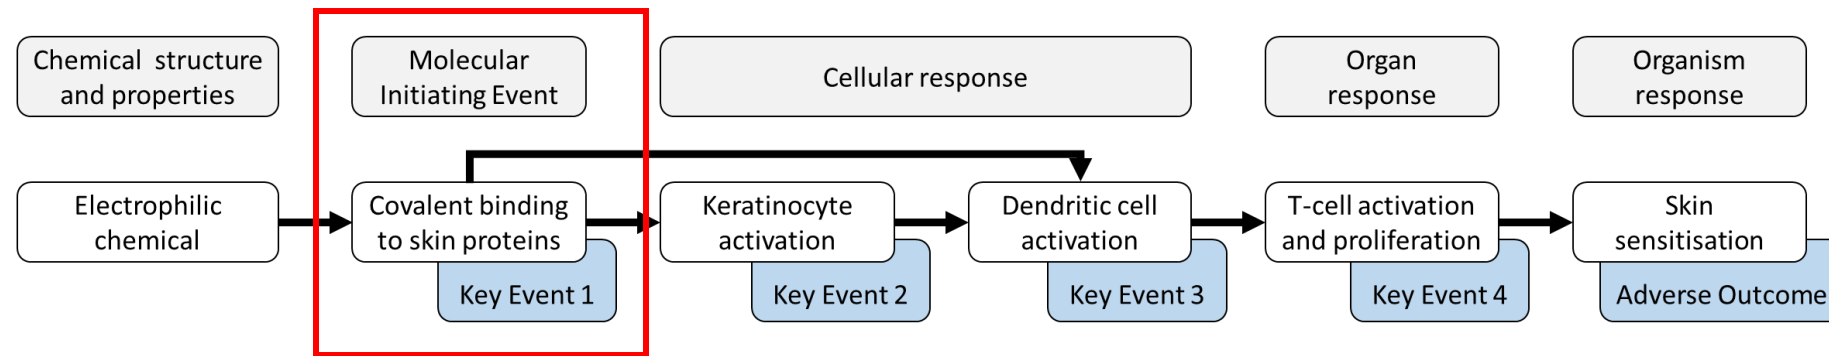 Chemical structure
and properties
Molecular
Initiating Event
Cellular response
Organ
response
Organism
response
Electrophilic
chemical
Covalent binding
to skin proteins
Key Event 1
Keratinocyte
activation
Key Event 2
Dendritic cell
activation
Key Event 3
T-cell activation
and proliferation
Key Event 4
Skin
sensitisation
Adverse Outcome